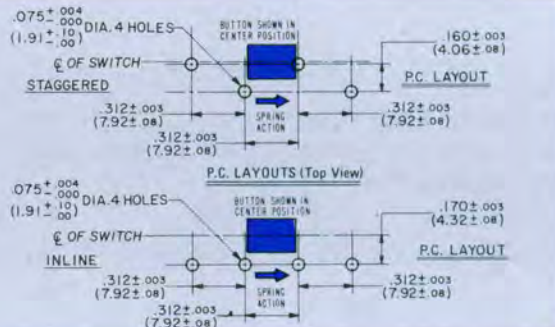 .075 +.004 -.000 DIA. 4 HOLES
(1.91 +.10 -.00)
BUTTON SHOWN IN
CENTER POSITION
.160±.003
(4.06±.08)
℄ OF SWITCH
STAGGERED
P.C. LAYOUT
.312±.003
(7.92±.08)
SPRING
ACTION
.312±.003
(7.92±.08)
.312±.003
(7.92±.08)
P.C. LAYOUTS (Top View)
.075 +.004 -.000 DIA. 4 HOLES
(1.91 +.10 -.00)
BUTTON SHOWN IN
CENTER POSITION
.170±.003
(4.32±.08)
℄ OF SWITCH
INLINE
P.C. LAYOUT
.312±.003
(7.92±.08)
SPRING
ACTION
.312±.003
(7.92±.08)
.312±.003
(7.92±.08)